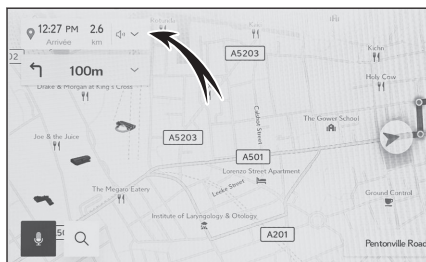 12:27 PM 2.6
Arrivée km
100m
Drake & Morgan at King's Cross
A5203
Kichn
Holy Crow
The Gower School
Joe & the Juice
A5203
Calshot Street
A501
Lorenzo Street Apartment
Leeke Street
The Megaro Eatery
Ground Control
Institute of Laryngology & Otology
A201
Pentonville Road